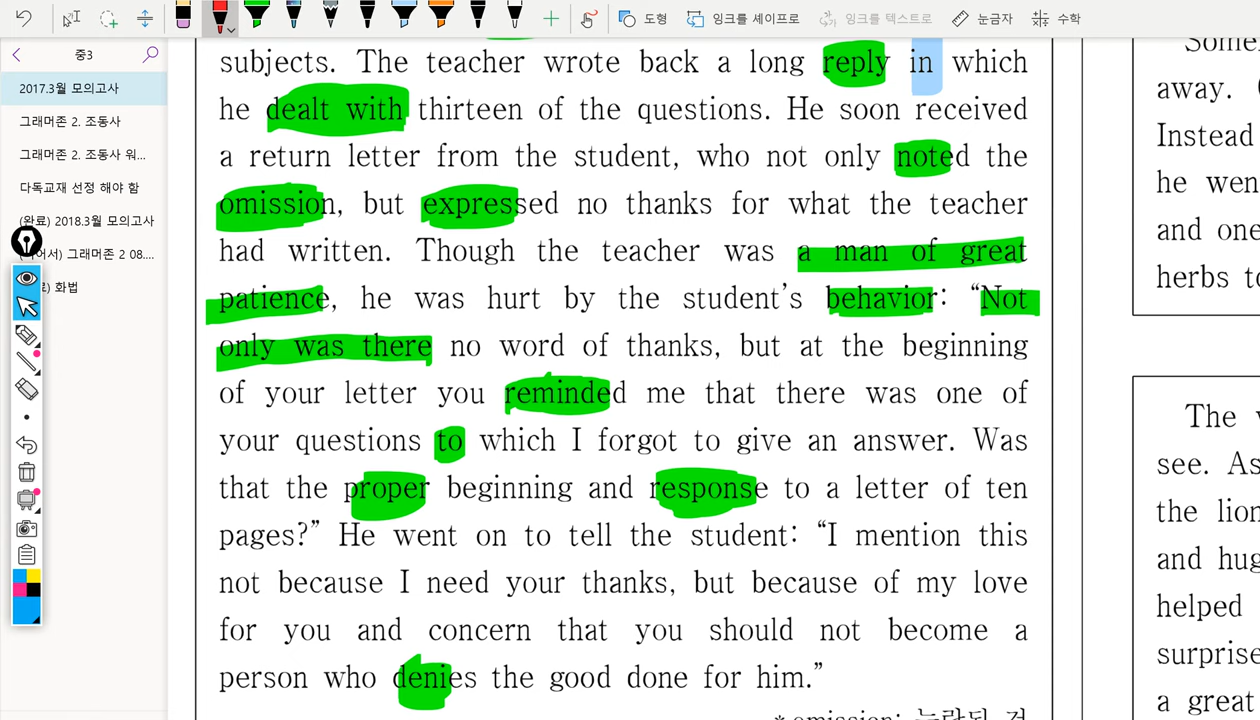 도형
잉크를 셰이프로
잉크를 텍스트로
눈금자
수학
중3
2017.3월 모의고사
그래머존 2. 조동사
그래머존 2. 조동사 워...
다독교재 선정 해야 함
(완료) 2018.3월 모의고사
그래머존 2 08....
화법
subjects. The teacher wrote back a long reply in which
he dealt with thirteen of the questions. He soon received
a return letter from the student, who not only noted the
omission, but expressed no thanks for what the teacher
had written. Though the teacher was a man of great
patience, he was hurt by the student's behavior: “Not
only was there no word of thanks, but at the beginning
of your letter you reminded me that there was one of
your questions to which I forgot to give an answer. Was
that the proper beginning and response to a letter of ten
pages?” He went on to tell the student: “I mention this
not because I need your thanks, but because of my love
for you and concern that you should not become a
person who denies the good done for him.”
away.
Instead
he
and
herbs
The
see. As
the
and
helped
a great